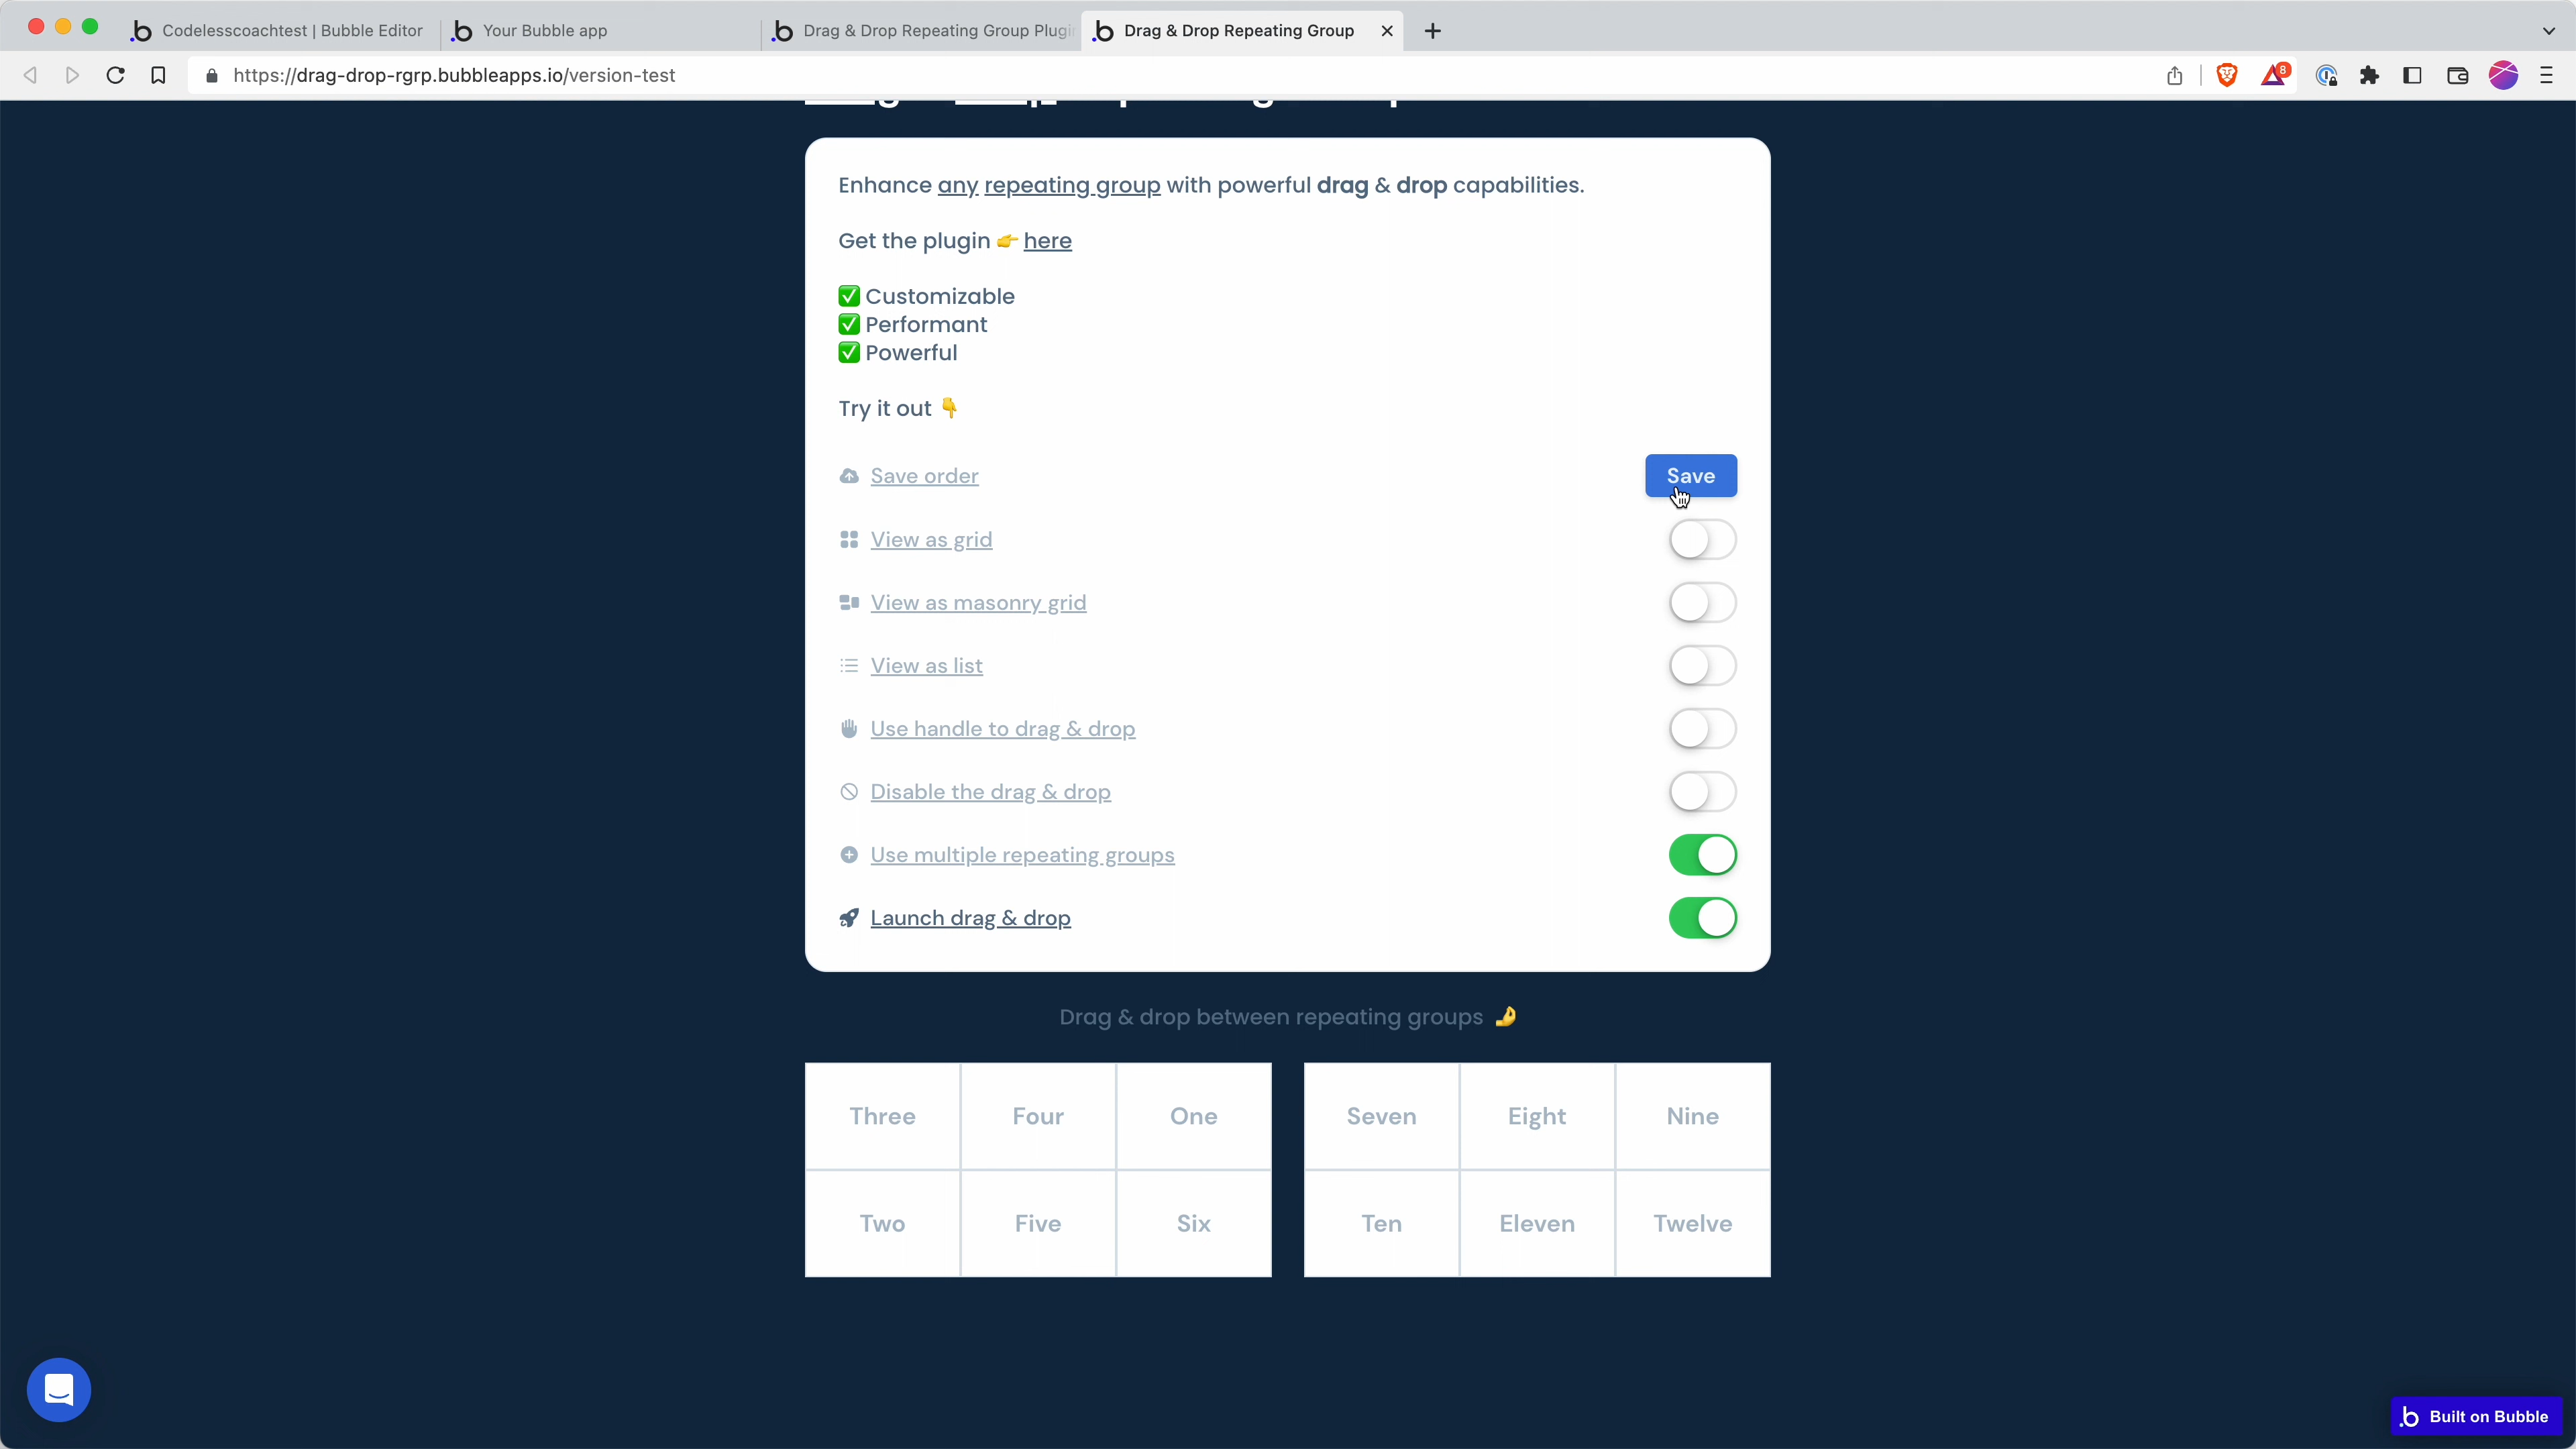 Codelesscoachtest | Bubble Editor
Your Bubble app
Drag & Drop Repeating Group Plugi
Drag & Drop Repeating Group
https://drag-drop-rgrp.bubbleapps.io/version-test
8
Enhance any repeating group with powerful drag & drop capabilities.
Get the plugin 👉 here
✅ Customizable
✅ Performant
✅ Powerful
Try it out 👇
Save order
Save
View as grid
View as masonry grid
View as list
Use handle to drag & drop
Disable the drag & drop
Use multiple repeating groups
Launch drag & drop
Drag & drop between repeating groups 🤌
Three Four One Seven Eight Nine
Two Five Six Ten Eleven Twelve
Built on Bubble